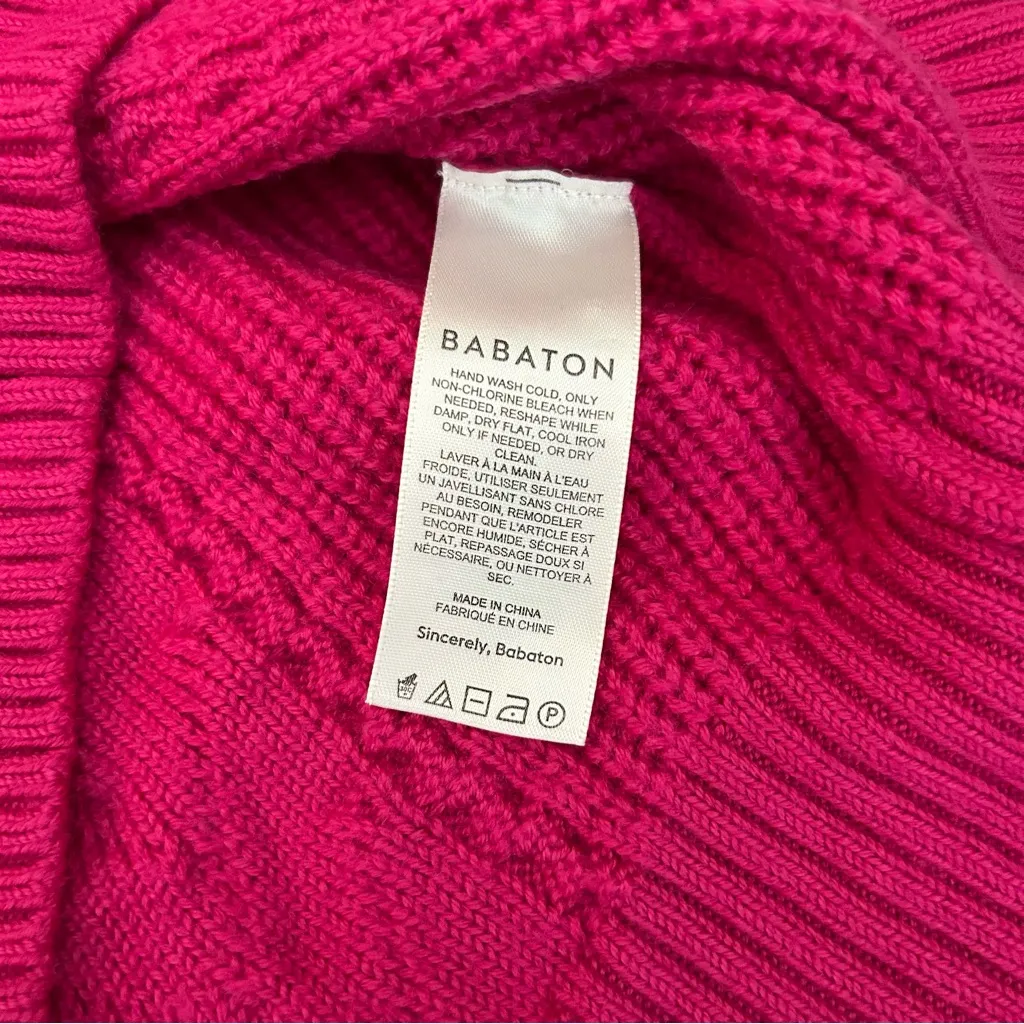 BABATON
HAND WASH COLD, ONLY
NON-CHLORINE BLEACH WHEN
NEEDED, RESHAPE WHILE
DAMP, DRY FLAT, COOL IRON
ONLY IF NEEDED, OR DRY
CLEAN.
LAVER À LA MAIN À L'EAU
FROIDE, UTILISER SEULEMENT
UN JAVELLISANT SANS CHLORE
AU BESOIN, REMODELER
PENDANT QUE L'ARTICLE EST
ENCORE HUMIDE, SÉCHER À
PLAT, REPASSAGE DOUX SI
NÉCESSAIRE, OU NETTOYER À
SEC.
MADE IN CHINA
FABRIQUÉ EN CHINE
Sincerely, Babaton
P